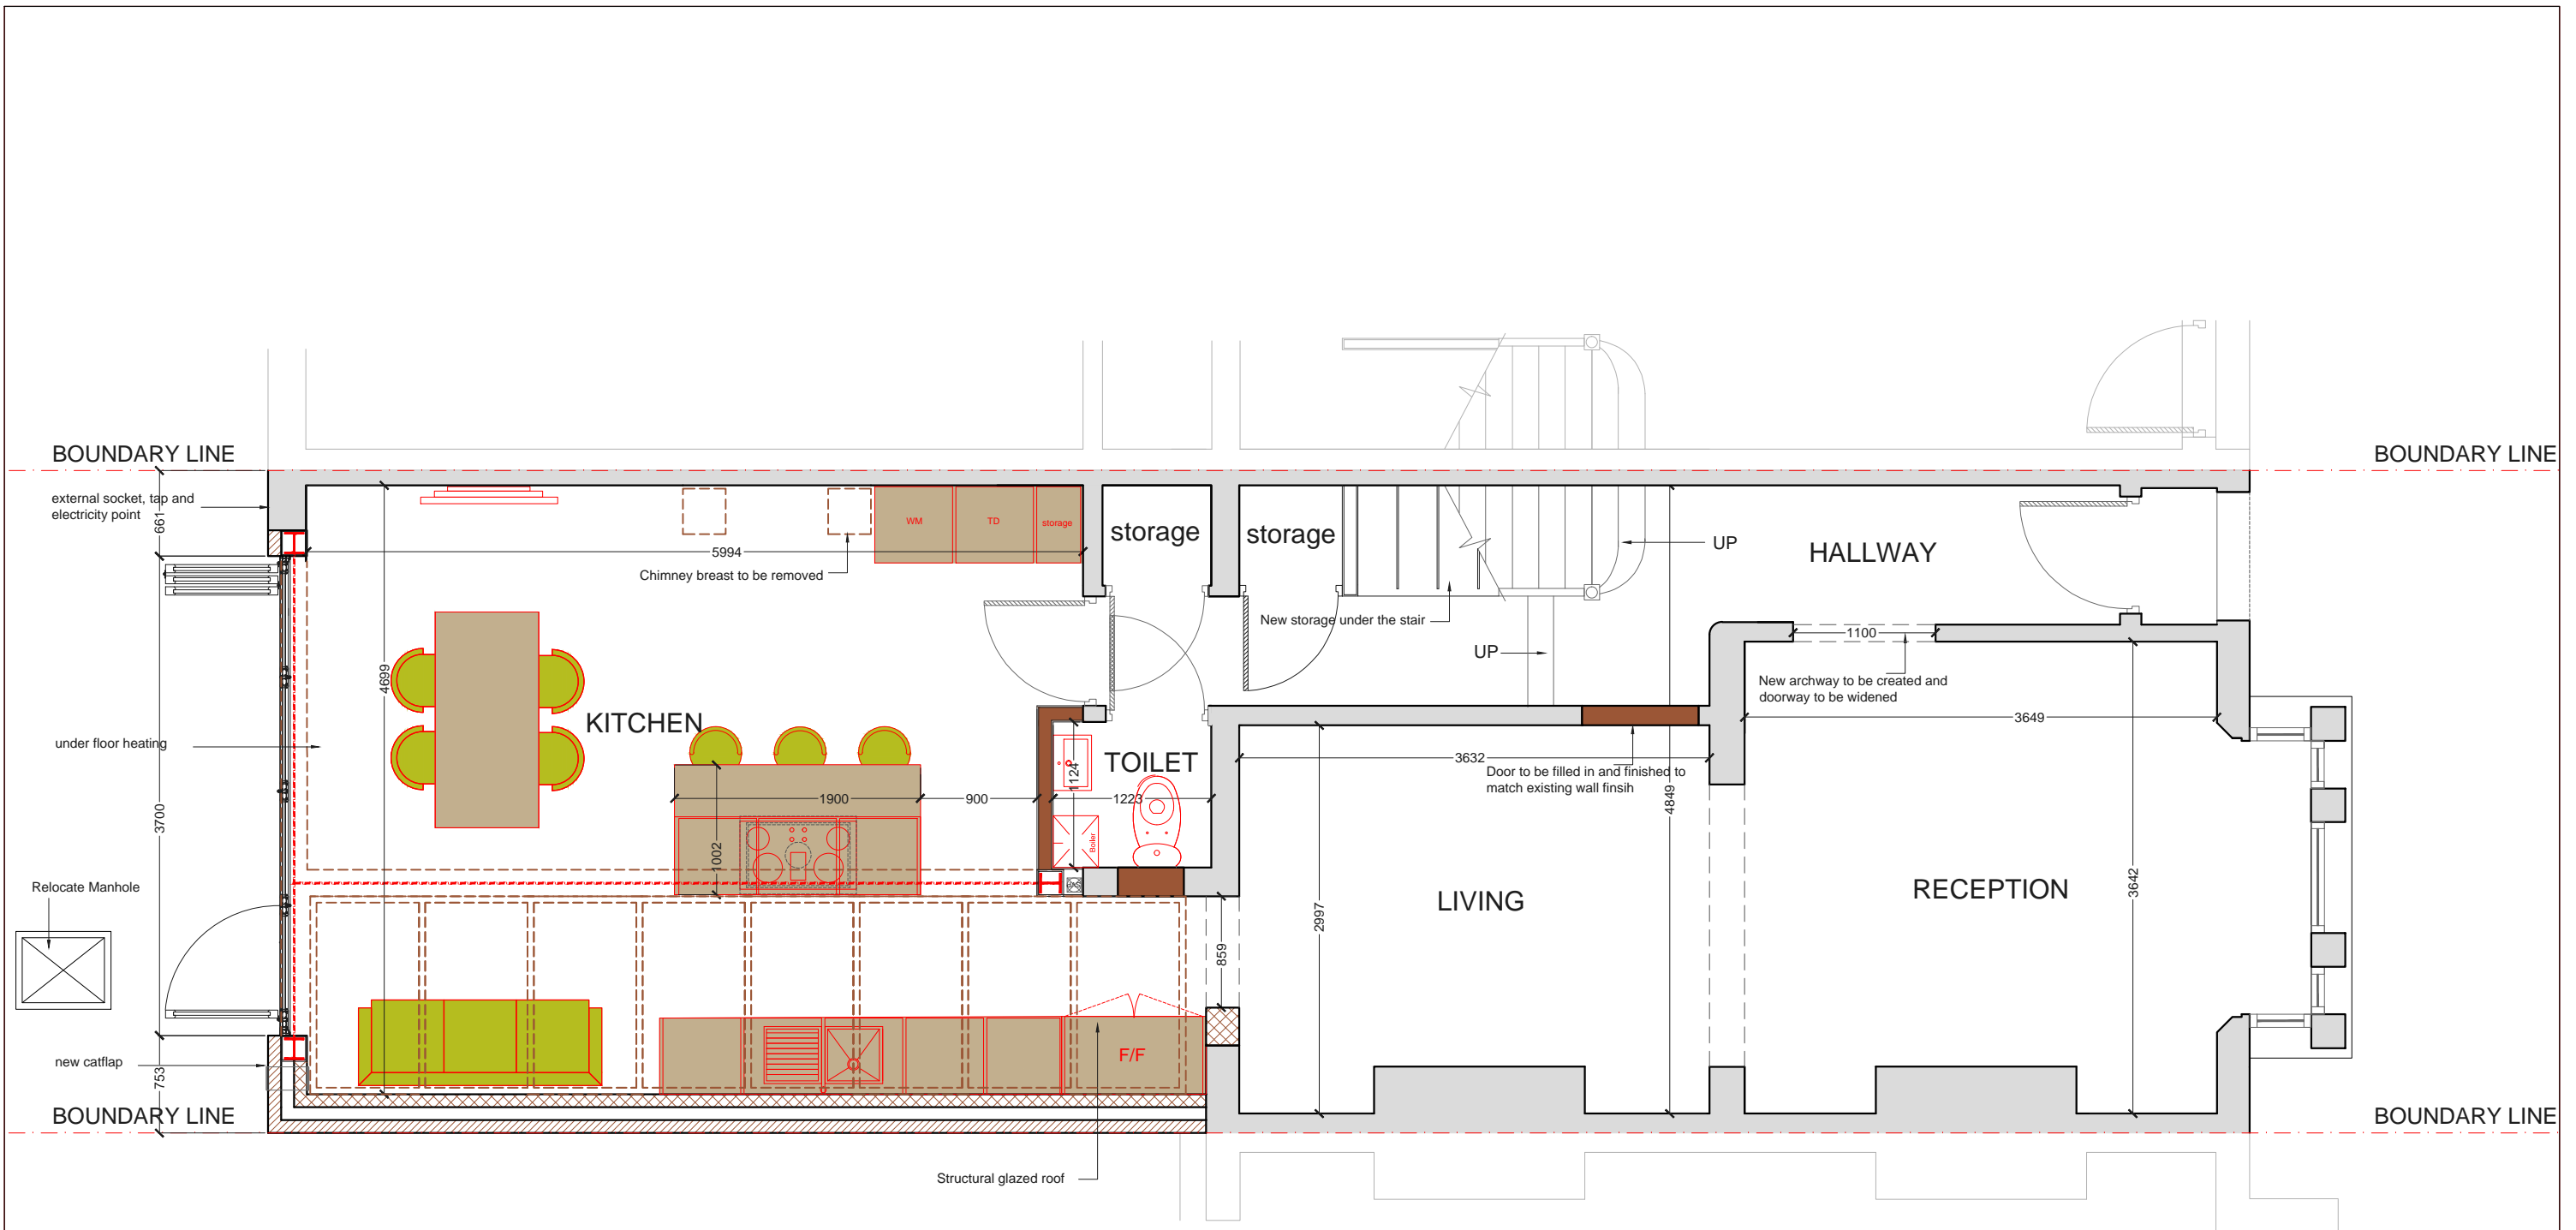 BOUNDARY LINE
BOUNDARY LINE
external socket, tap and
electricity point
661
4699
5994
Chimney breast to be removed
WM
TD
storage
storage
storage
UP
HALLWAY
New storage under the stair
UP
1100
New archway to be created and
doorway to be widened
3649
KITCHEN
under floor heating
3700
1900
900
1002
TOILET
1124
1223
Boiler
3632
Door to be filled in and finished to
match existing wall finsih
4849
2997
LIVING
RECEPTION
3642
859
Relocate Manhole
new catflap
753
F/F
BOUNDARY LINE
BOUNDARY LINE
Structural glazed roof